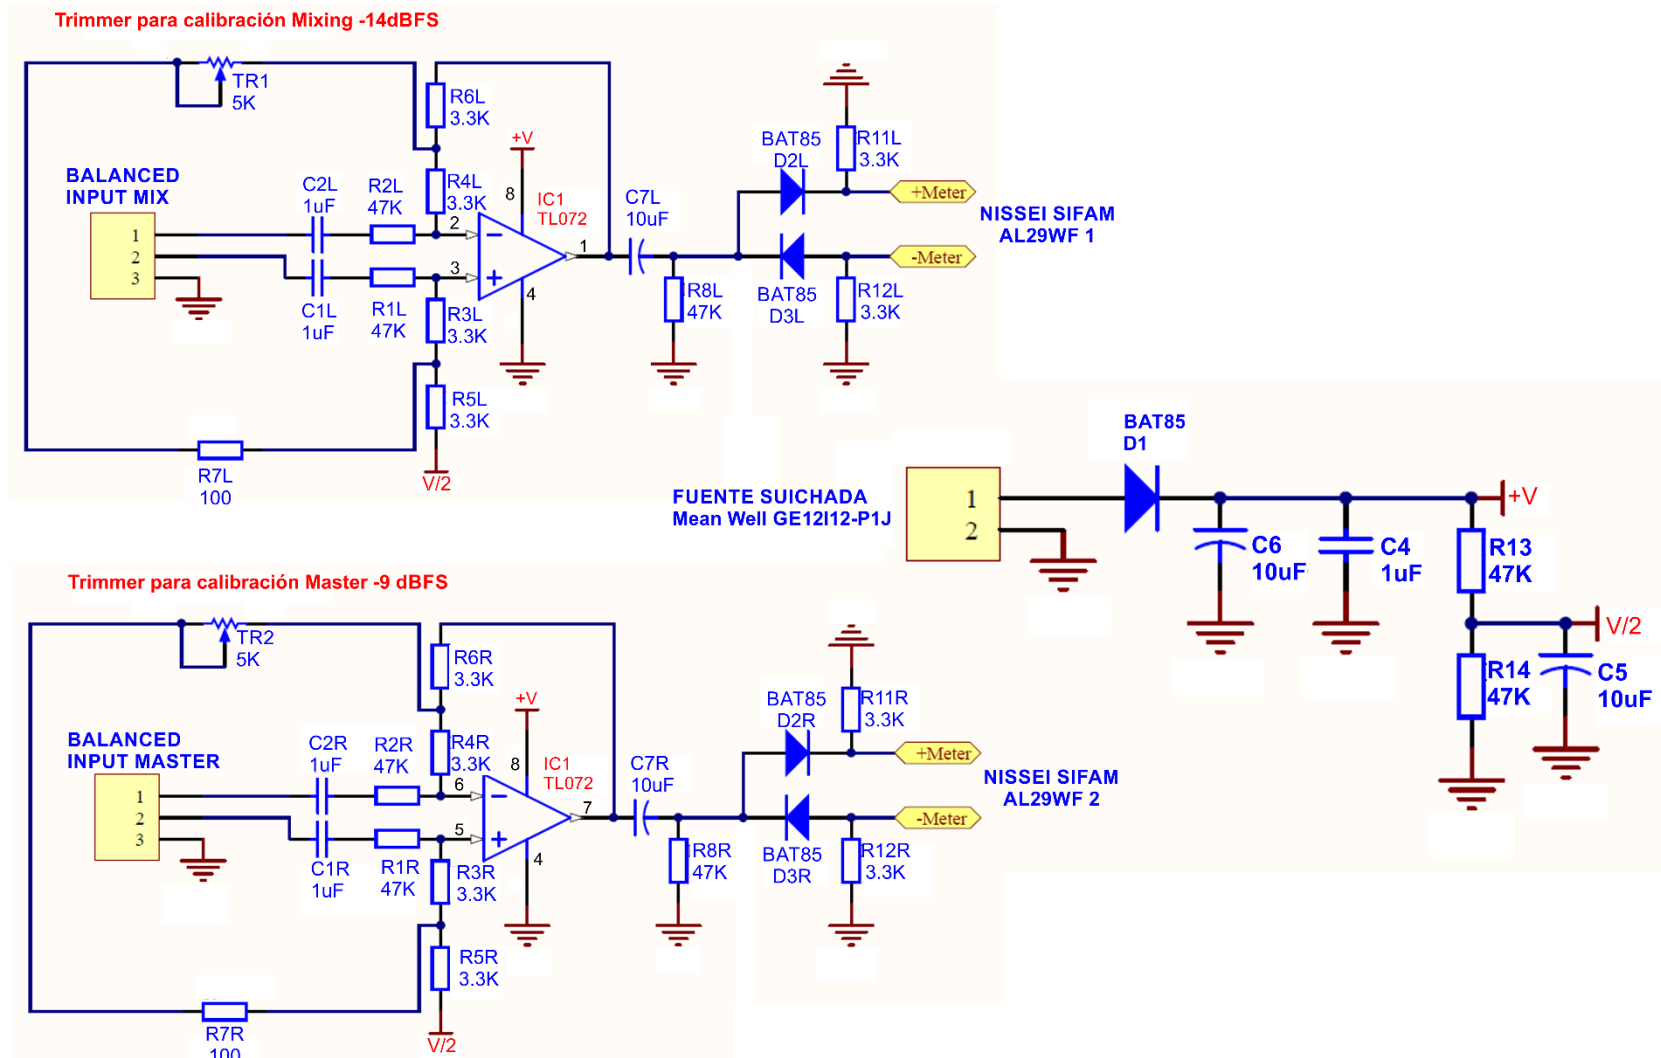 Trimmer para calibración Mixing -14dBFS
TR1
5K
R6L
3.3K
+V
BALANCED
INPUT MIX
C2L
1uF
R2L
47K
R4L
3.3K
8
IC1
TL072
C7L
10uF
BAT85
D2L
R11L
3.3K
+Meter
NISSEI SIFAM
AL29WF 1
1
2
3
2
3
1
4
-Meter
C1L
1uF
R1L
47K
R3L
3.3K
R8L
47K
BAT85
D3L
R12L
3.3K
R5L
3.3K
R7L
100
V/2
FUENTE SUICHADA
Mean Well GE12I12-P1J
1
2
BAT85
D1
+V
C6
10uF
C4
1uF
R13
47K
V/2
R14
47K
C5
10uF
Trimmer para calibración Master -9 dBFS
TR2
5K
R6R
3.3K
+V
BALANCED
INPUT MASTER
C2R
1uF
R2R
47K
R4R
3.3K
8
IC1
TL072
C7R
10uF
BAT85
D2R
R11R
3.3K
+Meter
NISSEI SIFAM
AL29WF 2
1
2
3
6
5
7
4
-Meter
C1R
1uF
R1R
47K
R3R
3.3K
R8R
47K
BAT85
D3R
R12R
3.3K
R5R
3.3K
R7R
100
V/2